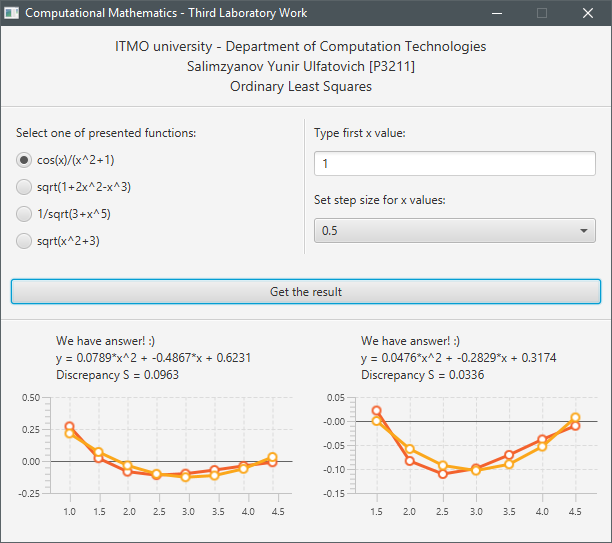 Computational Mathematics - Third Laboratory Work
ITMO university - Department of Computation Technologies
Salimzyanov Yunir Ulfatovich [P3211]
Ordinary Least Squares
Select one of presented functions:
cos(x)/(x^2+1)
sqrt(1+2x^2-x^3)
1/sqrt(3+x^5)
sqrt(x^2+3)
Type first x value:
1
Set step size for x values:
0.5
Get the result
We have answer! :)
y = 0.0789*x^2 + -0.4867*x + 0.6231
Discrepancy S = 0.0963
0.50
0.25
0.00
-0.25
1.0 1.5 2.0 2.5 3.0 3.5 4.0 4.5
We have answer! :)
y = 0.0476*x^2 + -0.2829*x + 0.3174
Discrepancy S = 0.0336
0.05
-0.00
-0.05
-0.10
-0.15
1.5 2.0 2.5 3.0 3.5 4.0 4.5